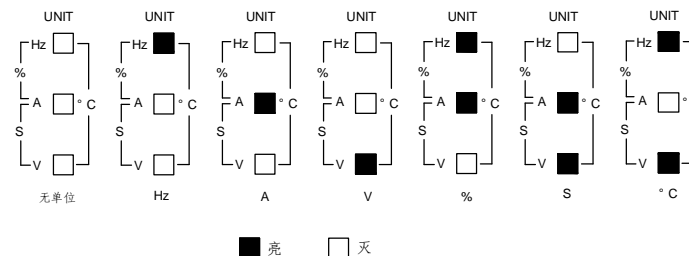 UNIT UNIT UNIT UNIT UNIT UNIT UNIT
Hz Hz Hz Hz Hz Hz Hz
% % % % % % %
A ° C A ° C A ° C A ° C A ° C A ° C A ° C
S S S S S S S
V V V V V V V
无单位 Hz A V % S ° C
亮 灭